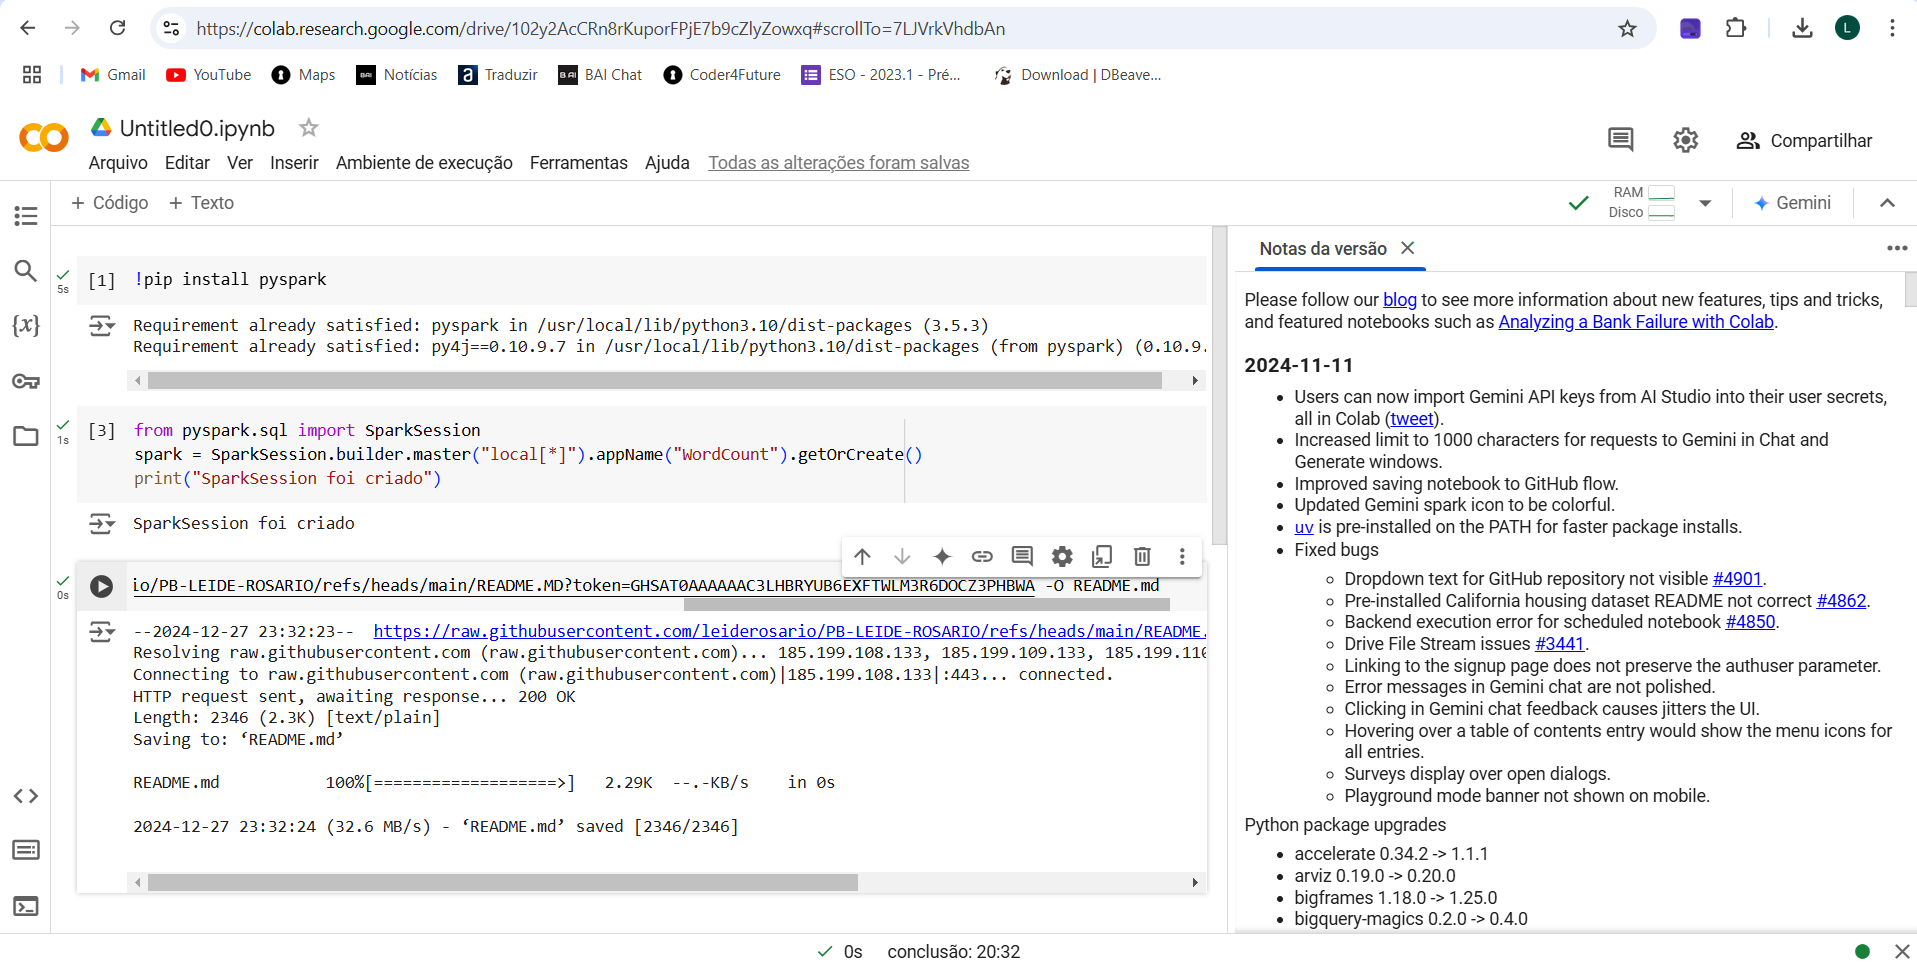 https://colab.research.google.com/drive/102y2AcCRn8rKuporFPjE7b9cZlyZowxq#scrollTo=7LJVrkVhdbAn
L
Gmail YouTube Maps Notícias Traduzir BAI Chat Coder4Future ESO - 2023.1 - Pré... Download | DBeave...
Untitled0.ipynb
Compartilhar
Arquivo Editar Ver Inserir Ambiente de execução Ferramentas Ajuda Todas as alterações foram salvas
+ Código + Texto
RAM
Disco
Gemini
[1] !pip install pyspark
5s
Requirement already satisfied: pyspark in /usr/local/lib/python3.10/dist-packages (3.5.3)
Requirement already satisfied: py4j==0.10.9.7 in /usr/local/lib/python3.10/dist-packages (from pyspark) (0.10.9.
[3] from pyspark.sql import SparkSession
1s
spark = SparkSession.builder.master("local[*]").appName("WordCount").getOrCreate()
print("SparkSession foi criado")
SparkSession foi criado
io/PB-LEIDE-ROSARIO/refs/heads/main/README.MD?token=GHSAT0AAAAAAC3LHBRYUB6EXFTWLM3R6DOCZ3PHBWA -O README.md
0s
--2024-12-27 23:32:23-- https://raw.githubusercontent.com/leiderosario/PB-LEIDE-ROSARIO/refs/heads/main/README.
Resolving raw.githubusercontent.com (raw.githubusercontent.com)... 185.199.108.133, 185.199.109.133, 185.199.110
Connecting to raw.githubusercontent.com (raw.githubusercontent.com)|185.199.108.133|:443... connected.
HTTP request sent, awaiting response... 200 OK
Length: 2346 (2.3K) [text/plain]
Saving to: ‘README.md’
README.md 100%[===================>] 2.29K --.-KB/s in 0s
2024-12-27 23:32:24 (32.6 MB/s) - ‘README.md’ saved [2346/2346]
Notas da versão
Please follow our blog to see more information about new features, tips and tricks,
and featured notebooks such as Analyzing a Bank Failure with Colab.
2024-11-11
Users can now import Gemini API keys from AI Studio into their user secrets,
all in Colab (tweet).
Increased limit to 1000 characters for requests to Gemini in Chat and
Generate windows.
Improved saving notebook to GitHub flow.
Updated Gemini spark icon to be colorful.
uv is pre-installed on the PATH for faster package installs.
Fixed bugs
Dropdown text for GitHub repository not visible #4901.
Pre-installed California housing dataset README not correct #4862.
Backend execution error for scheduled notebook #4850.
Drive File Stream issues #3441.
Linking to the signup page does not preserve the authuser parameter.
Error messages in Gemini chat are not polished.
Clicking in Gemini chat feedback causes jitters the UI.
Hovering over a table of contents entry would show the menu icons for
all entries.
Surveys display over open dialogs.
Playground mode banner not shown on mobile.
Python package upgrades
accelerate 0.34.2 -> 1.1.1
arviz 0.19.0 -> 0.20.0
bigframes 1.18.0 -> 1.25.0
bigquery-magics 0.2.0 -> 0.4.0
0s conclusão: 20:32